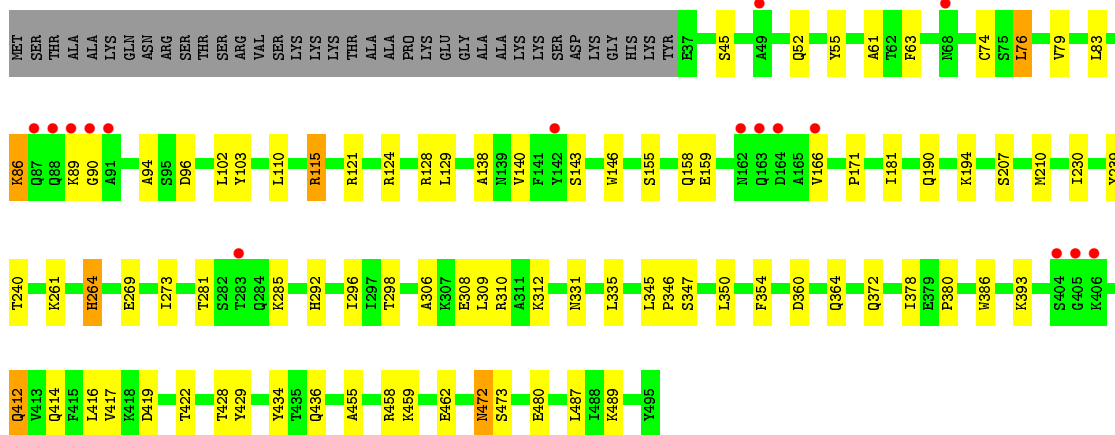 MET SER THR ALA ALA LYS GLN ASN ARG SER THR SER ARG VAL SER LYS LYS LYS THR ALA ALA PRO LYS GLU GLY ALA ALA LYS LYS SER ASP LYS GLY HIS LYS TYR E37 S45 A49 Q52 Y55 A61 T62 F63 N68 C74 S75 L76 V79 L83
K86 Q87 Q88 K89 G90 A91 A94 S95 D96 L102 Y103 L110 R115 R121 R124 R128 L129 A138 N139 V140 F141 Y142 S143 W146 S155 Q158 E159 N162 Q163 D164 A165 V166 P171 I181 Q190 K194 S207 M210 I230 Y239
T240 K261 H264 E269 I273 T281 S282 T283 Q284 K285 H292 I296 I297 T298 A306 K307 E308 L309 R310 A311 K312 N331 L335 L345 P346 S347 L350 F354 D360 Q364 Q372 I378 E379 P380 W386 K393 S404 G405 K406
Q412 V413 Q414 F415 L416 V417 K418 D419 T422 T428 Y429 Y434 T435 Q436 A455 R458 K459 E462 N472 S473 E480 L487 I488 K489 Y495